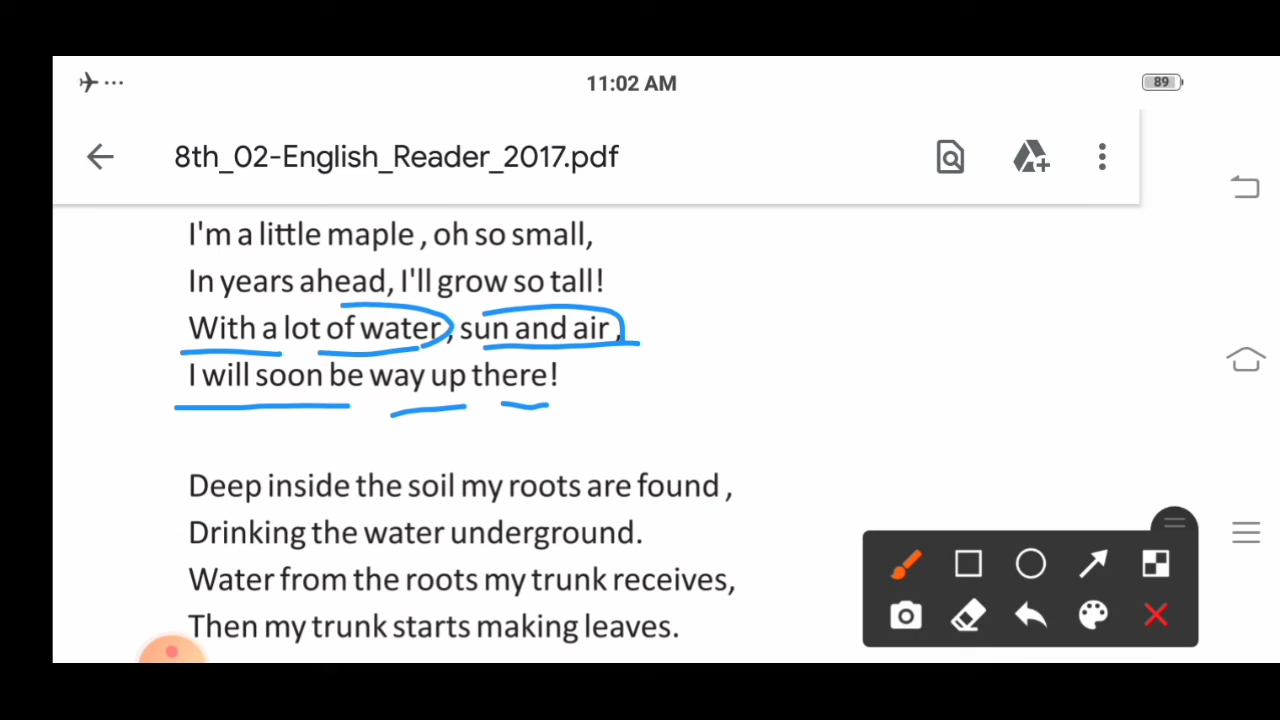 11:02 AM
89
8th_02-English_Reader_2017.pdf
I'm a little maple , oh so small,
In years ahead, I'll grow so tall!
With a lot of water, sun and air ,
I will soon be way up there!
Deep inside the soil my roots are found ,
Drinking the water underground.
Water from the roots my trunk receives,
Then my trunk starts making leaves.